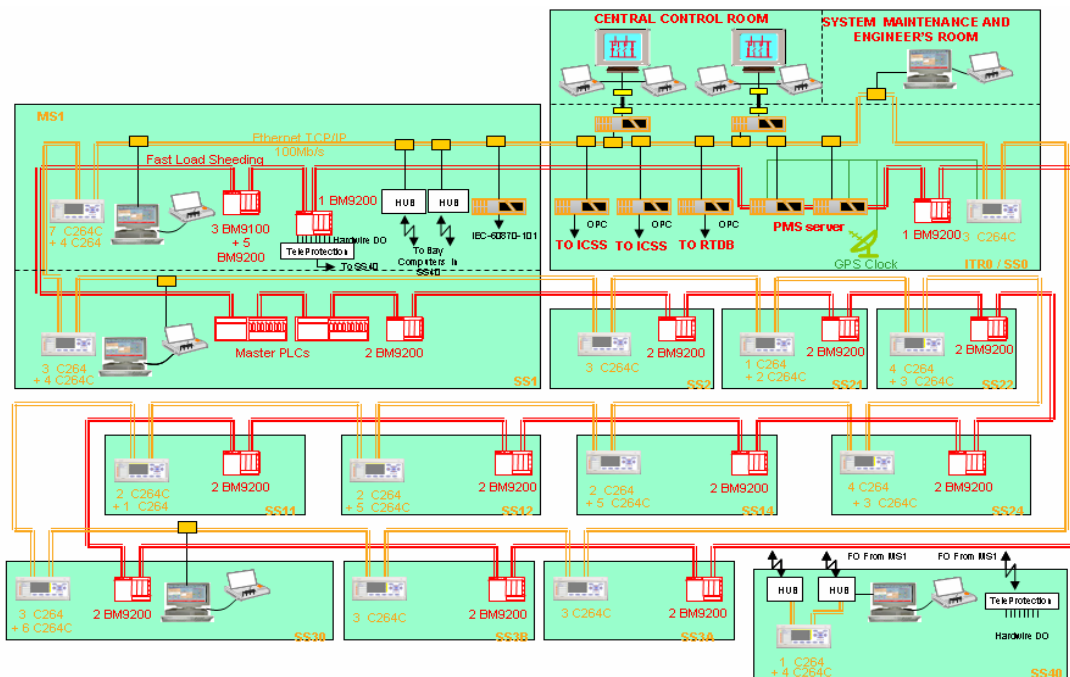 CENTRAL CONTROL ROOM
SYSTEM MAINTENANCE AND
ENGINEER'S ROOM
MS1
Ethernet TCP/IP
100Mb/s
Fast Load Sheeding
7 C264C
+ 4 C264
3 BM9100
+ 5
BM9200
1 BM9200
Hardwire DO
TeleProtection
To SS40
HUB
HUB
To Bay
Computers in
SS40
IEC-60870-101
OPC
TO ICSS
OPC
TO ICSS
OPC
TO RTDB
PMS server
GPS Clock
1 BM9200
3 C264C
ITR0 / SS0
3 C264
+ 4 C264C
Master PLCs
2 BM9200
SS1
3 C264C
2 BM9200
SS2
1 C264
+ 2 C264C
2 BM9200
SS21
4 C264
+ 3 C264C
2 BM9200
SS22
2 C264C
+ 1 C264
2 BM9200
SS11
2 C264
+ 5 C264C
2 BM9200
SS12
2 C264
+ 5 C264C
2 BM9200
SS14
4 C264
+ 3 C264C
2 BM9200
SS24
3 C264
+ 6 C264C
2 BM9200
SS30
3 C264C
2 BM9200
SS3B
3 C264C
2 BM9200
SS3A
FO From MS1
FO From MS1
HUB
HUB
TeleProtection
Hardwire DO
1 C264
+ 4 C264C
SS40